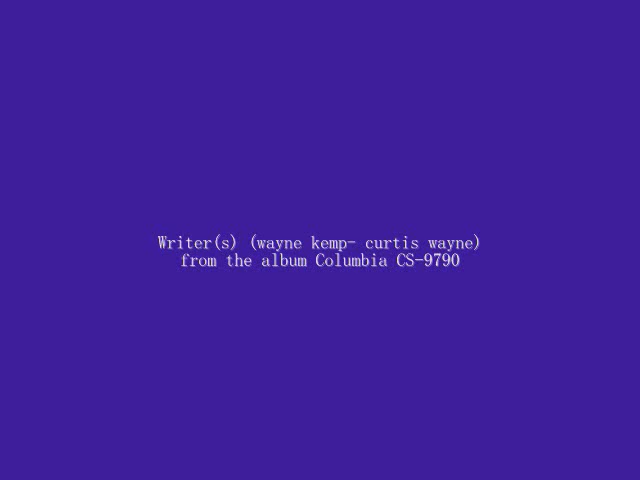 Writer(s) (wayne kemp- curtis wayne)
from the album Columbia CS-9790